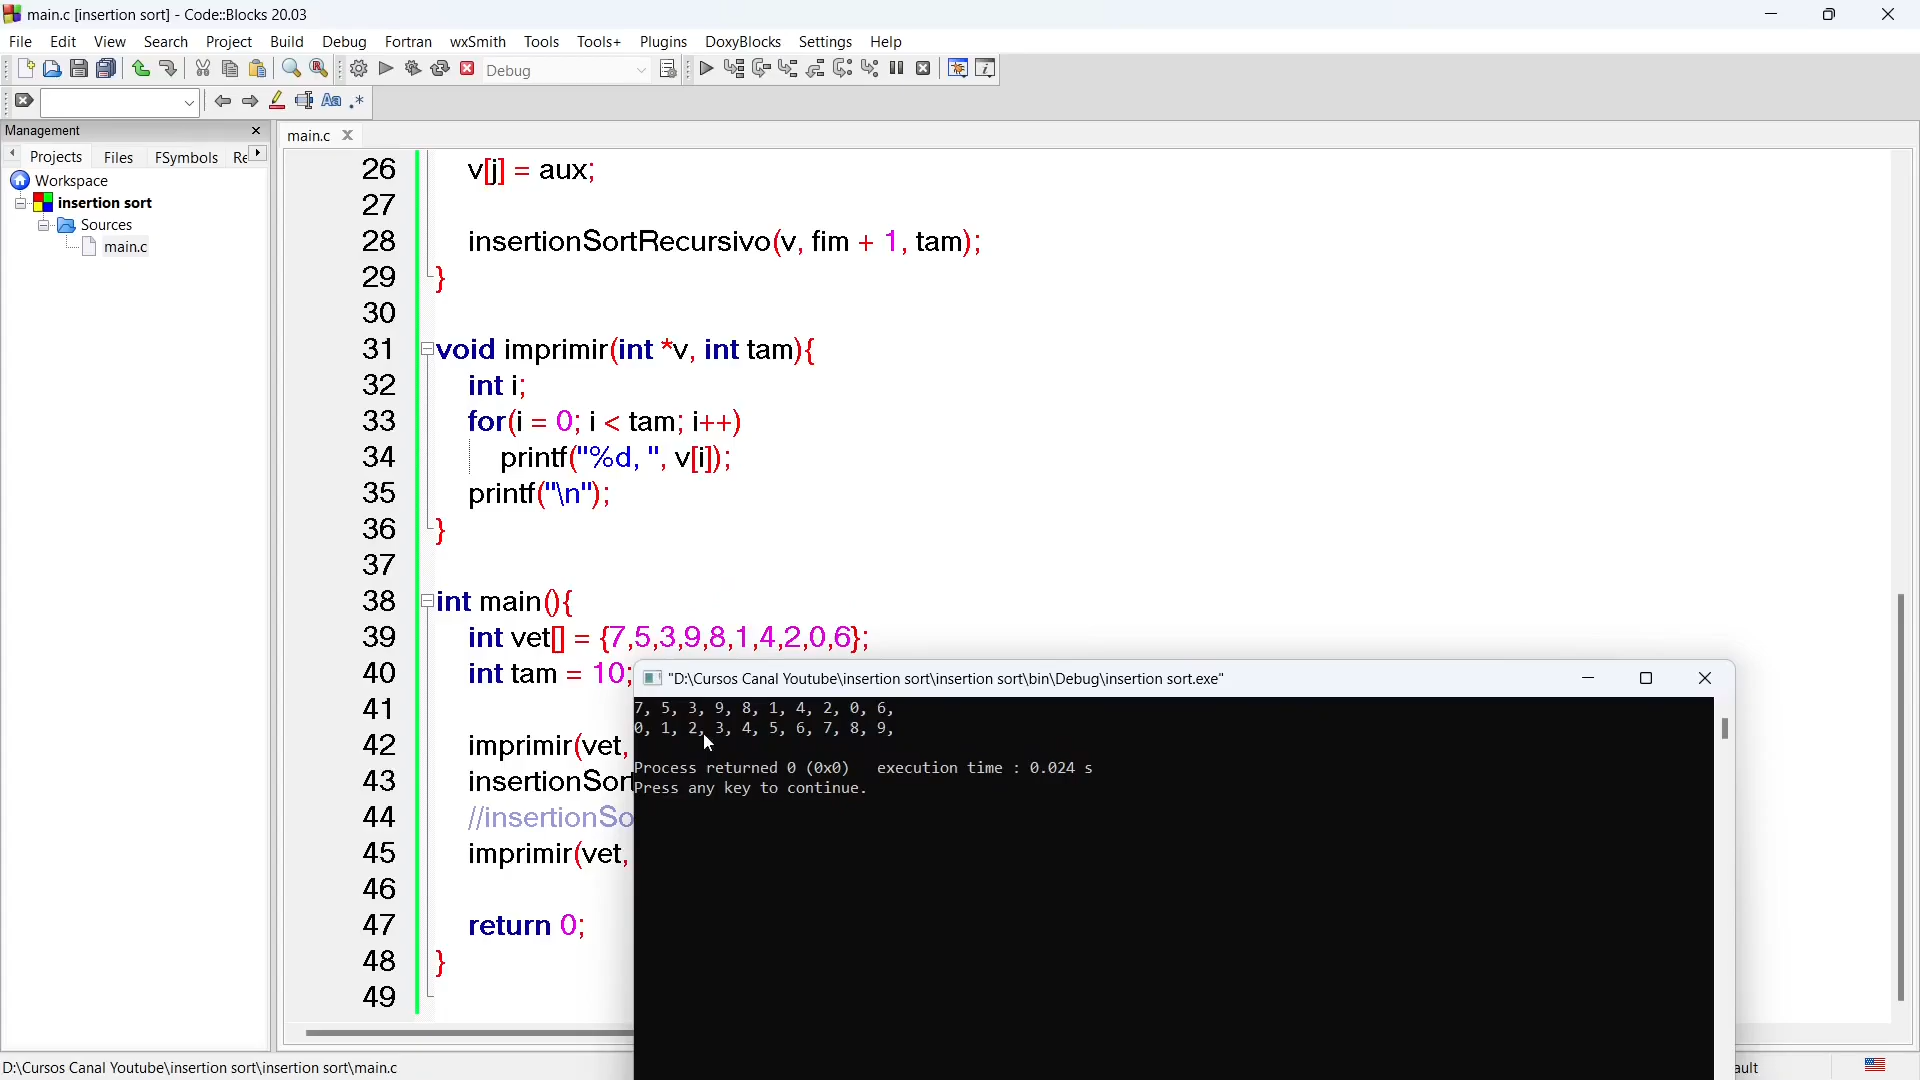 main.c [insertion sort] - Code::Blocks 20.03
File Edit View Search Project Build Debug Fortran wxSmith Tools Tools+ Plugins DoxyBlocks Settings Help
Debug
Management
Projects Files FSymbols Re
main.c
Workspace
insertion sort
Sources
main.c
26 v[j] = aux;
27
28 insertionSortRecursivo(v, fim + 1, tam);
29 }
30
31 void imprimir(int *v, int tam){
32 int i;
33 for(i = 0; i < tam; i++)
34 printf("%d, ", v[i]);
35 printf("\n");
36 }
37
38 int main(){
39 int vet[] = {7,5,3,9,8,1,4,2,0,6};
40 int tam = 10;
41
42 imprimir(vet,
43 insertionSort
44 //insertionSo
45 imprimir(vet,
46
47 return 0;
48 }
49
"D:\Cursos Canal Youtube\insertion sort\insertion sort\bin\Debug\insertion sort.exe"
7, 5, 3, 9, 8, 1, 4, 2, 0, 6,
0, 1, 2, 3, 4, 5, 6, 7, 8, 9,
Process returned 0 (0x0) execution time : 0.024 s
Press any key to continue.
D:\Cursos Canal Youtube\insertion sort\insertion sort\main.c
ault